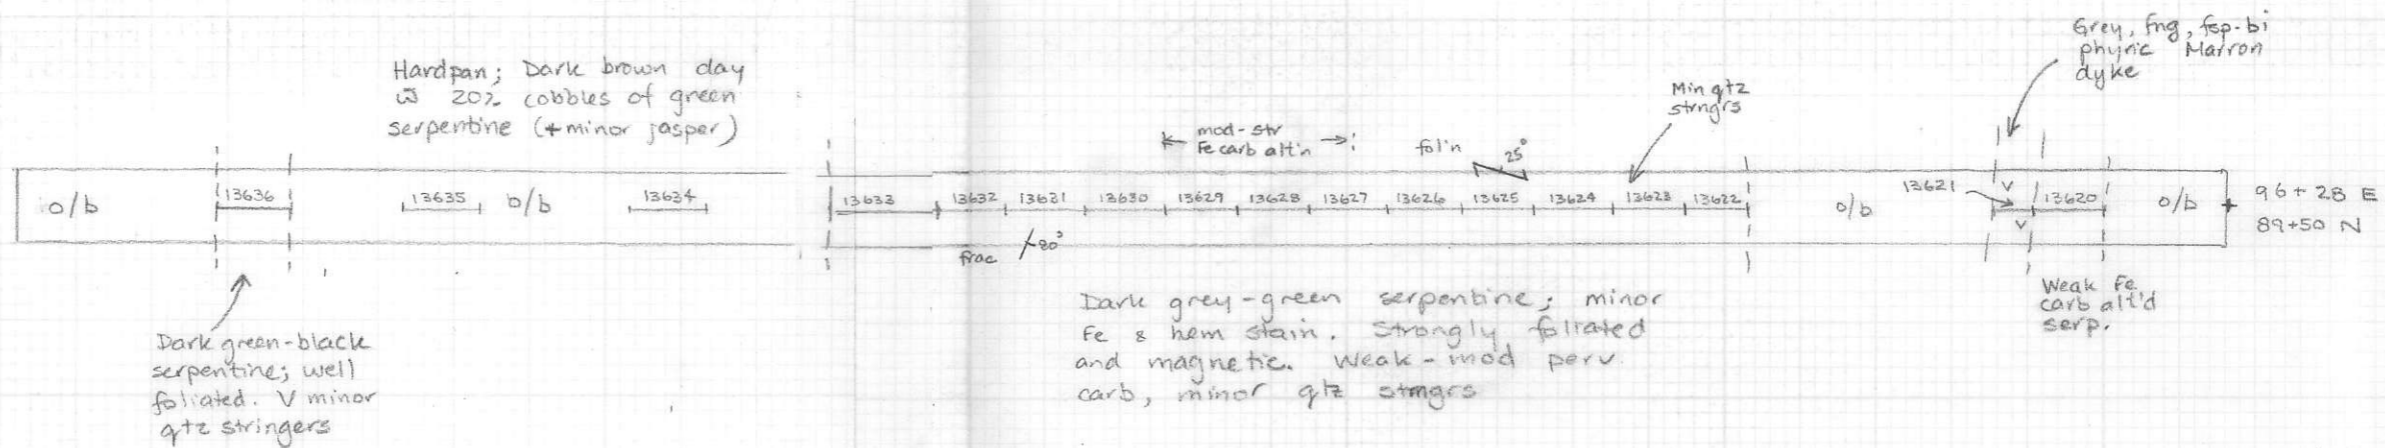 Hardpan; Dark brown clay
w̄ 20% cobbles of green
serpentine (+ minor jasper)
Grey, fng, fsp-bi
phyric Marron
dyke
Min qtz
strngrs
mod-str
Fe carb alt'n
fol'n
25°
o/b
13636
13635
o/b
13634
13633
13632
13631
13630
13629
13628
13627
13626
13625
13624
13623
13622
o/b
13621
v
13620
o/b
96+28 E
v
89+50 N
frac
80°
Dark green-black
serpentine; well
foliated. V minor
qtz stringers
Dark grey-green serpentine; minor
Fe & hem stain. Strongly foliated
and magnetic. Weak-mod perv.
carb, minor qtz strngrs
Weak Fe
carb alt'd
serp.